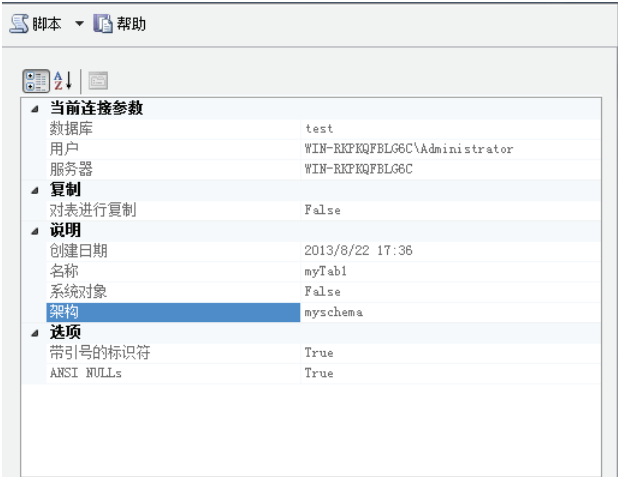 脚本 帮助
当前连接参数
数据库 test
用户 WIN-RKPKQFBLG6C\Administrator
服务器 WIN-RKPKQFBLG6C
复制
对表进行复制 False
说明
创建日期 2013/8/22 17:36
名称 myTab1
系统对象 False
架构 myschema
选项
带引号的标识符 True
ANSI NULLs True